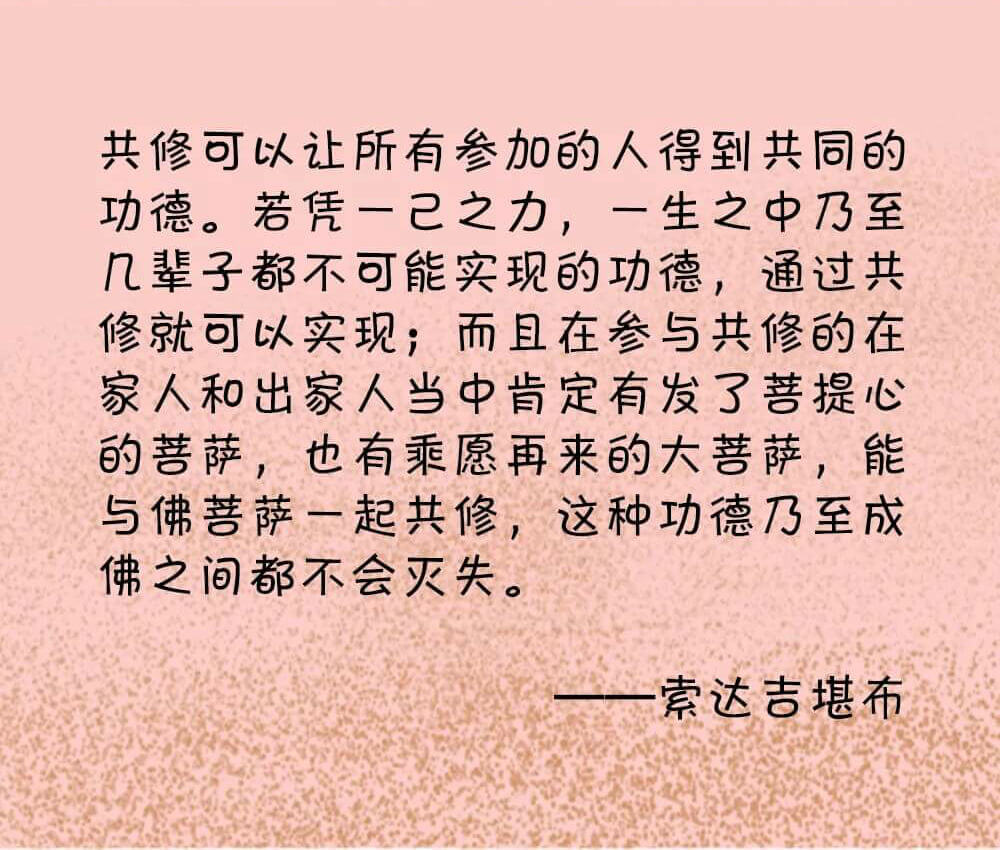 共修可以让所有参加的人得到共同的
功德。若凭一己之力，一生之中乃至
几辈子都不可能实现的功德，通过共
修就可以实现；而且在参与共修的在
家人和出家人当中肯定有发了菩提心
的菩萨，也有乘愿再来的大菩萨，能
与佛菩萨一起共修，这种功德乃至成
佛之间都不会灭失。
——索达吉堪布